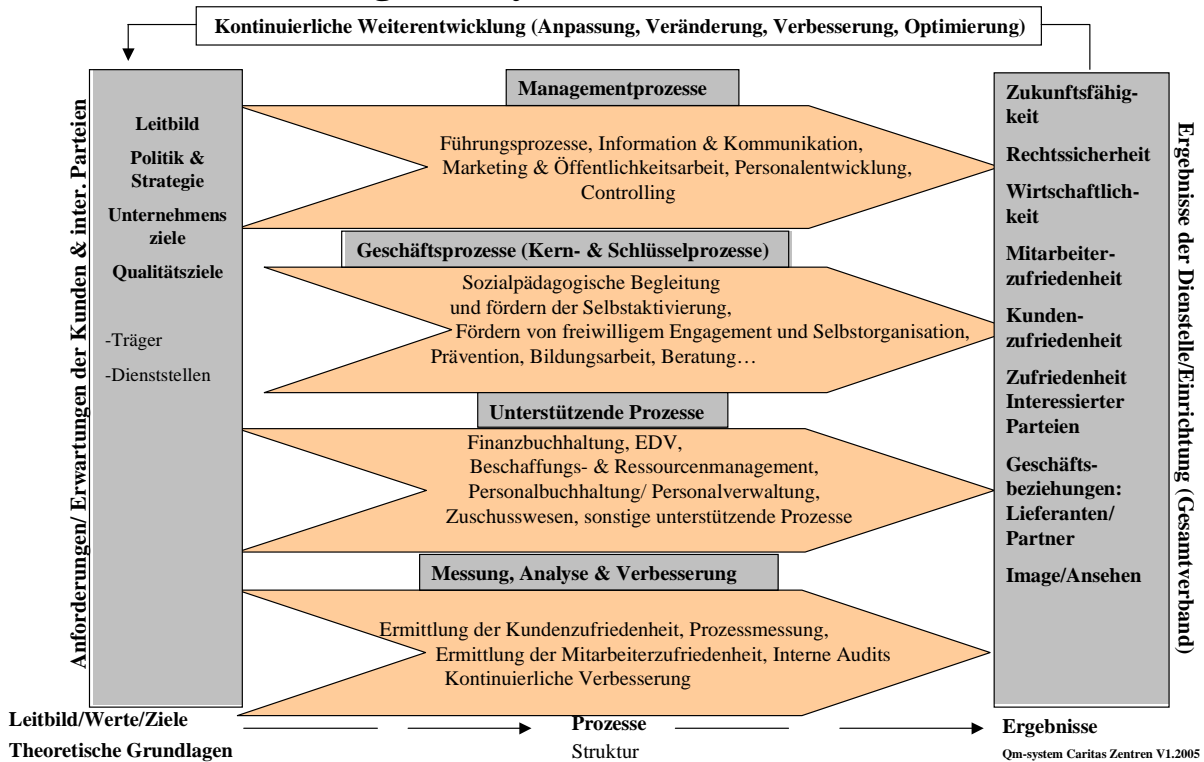 Kontinuierliche Weiterentwicklung (Anpassung, Veränderung, Verbesserung, Optimierung)
Anforderungen/ Erwartungen der Kunden & inter. Parteien
Leitbild
Politik &
Strategie
Unternehmens
ziele
Qualitätsziele
-Träger
-Dienststellen
Managementprozesse
Führungsprozesse, Information & Kommunikation,
Marketing & Öffentlichkeitsarbeit, Personalentwicklung,
Controlling
Geschäftsprozesse (Kern- & Schlüsselprozesse)
Sozialpädagogische Begleitung
und fördern der Selbstaktivierung,
Fördern von freiwilligem Engagement und Selbstorganisation,
Prävention, Bildungsarbeit, Beratung…
Unterstützende Prozesse
Finanzbuchhaltung, EDV,
Beschaffungs- & Ressourcenmanagement,
Personalbuchhaltung/ Personalverwaltung,
Zuschusswesen, sonstige unterstützende Prozesse
Messung, Analyse & Verbesserung
Ermittlung der Kundenzufriedenheit, Prozessmessung,
Ermittlung der Mitarbeiterzufriedenheit, Interne Audits
Kontinuierliche Verbesserung
Zukunftsfähig-
keit
Rechtssicherheit
Wirtschaftlich-
keit
Mitarbeiter-
zufriedenheit
Kunden-
zufriedenheit
Zufriedenheit
Interessierter
Parteien
Geschäfts-
beziehungen:
Lieferanten/
Partner
Image/Ansehen
Ergebnisse der Dienstelle/Einrichtung (Gesamtverband)
Leitbild/Werte/Ziele
Prozesse
Ergebnisse
Theoretische Grundlagen
Struktur
Qm-system Caritas Zentren V1.2005